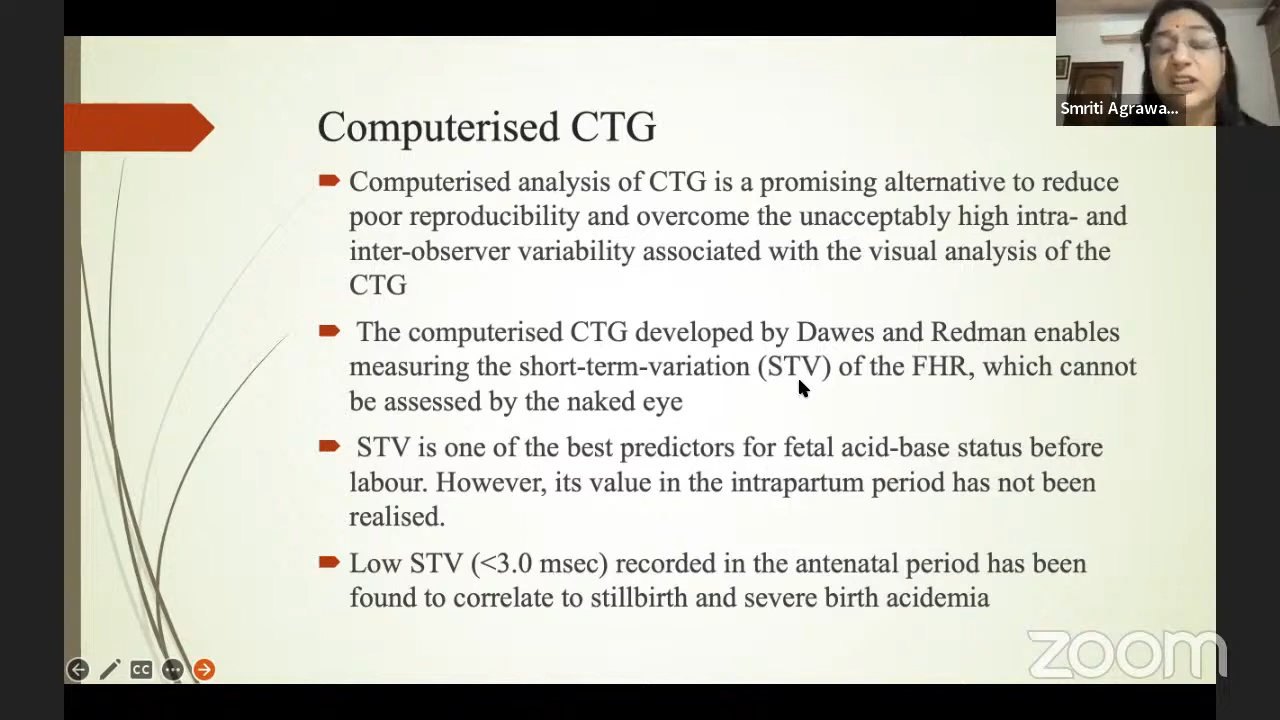 Smriti Agrawa...
Computerised CTG
Computerised analysis of CTG is a promising alternative to reduce
poor reproducibility and overcome the unacceptably high intra- and
inter-observer variability associated with the visual analysis of the
CTG
The computerised CTG developed by Dawes and Redman enables
measuring the short-term-variation (STV) of the FHR, which cannot
be assessed by the naked eye
STV is one of the best predictors for fetal acid-base status before
labour. However, its value in the intrapartum period has not been
realised.
Low STV (<3.0 msec) recorded in the antenatal period has been
found to correlate to stillbirth and severe birth acidemia
CC
zoom